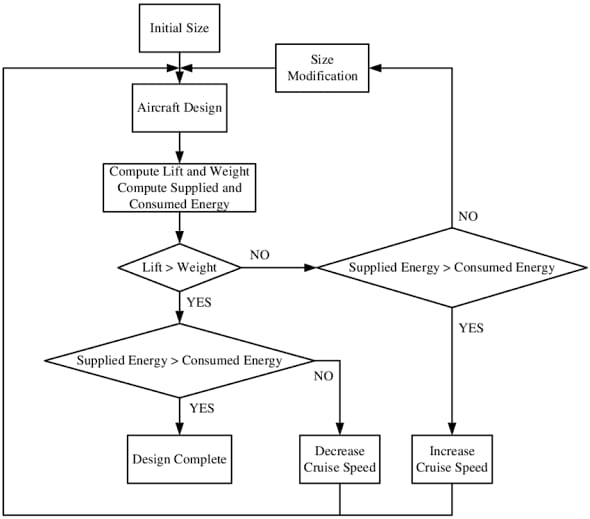 Initial Size
Size
Modification
Aircraft Design
Compute Lift and Weight
Compute Supplied and
Consumed Energy
NO
Lift > Weight
NO
Supplied Energy > Consumed Energy
YES
YES
Supplied Energy > Consumed Energy
NO
YES
Design Complete
Decrease
Cruise Speed
Increase
Cruise Speed